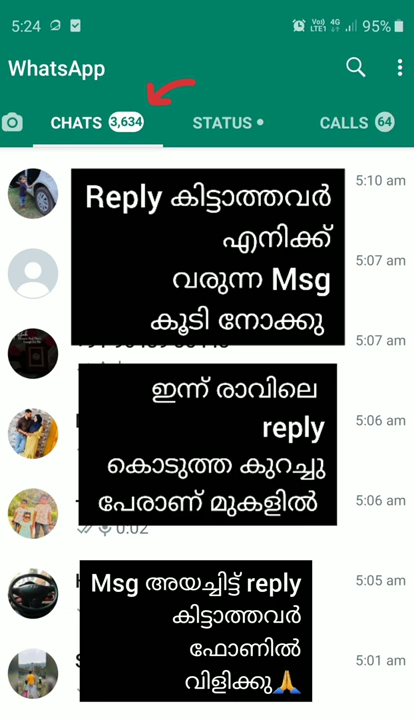 5:24 95%
WhatsApp
CHATS 3,634 STATUS CALLS 64
5:10 am
Reply കിട്ടാത്തവർ
എനിക്ക്
വരുന്ന Msg
കൂടി നോക്കു
5:07 am
5:07 am
ഇന്ന് രാവിലെ
reply
കൊടുത്ത കുറച്ചു
പേരാണ് മുകളിൽ
5:06 am
5:06 am
0:02
Msg അയച്ചിട്ട് reply
കിട്ടാത്തവർ
ഫോണിൽ
വിളിക്കു🙏
5:05 am
5:01 am